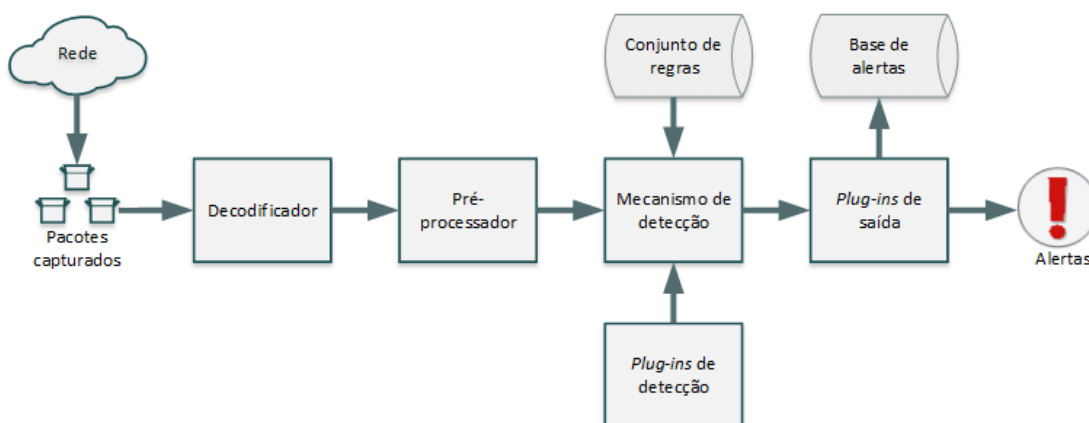 Rede
Pacotes
capturados
Decodificador
Pré-
processador
Conjunto de
regras
Mecanismo de
detecção
Plug-ins de
detecção
Base de
alertas
Plug-ins de
saída
Alertas